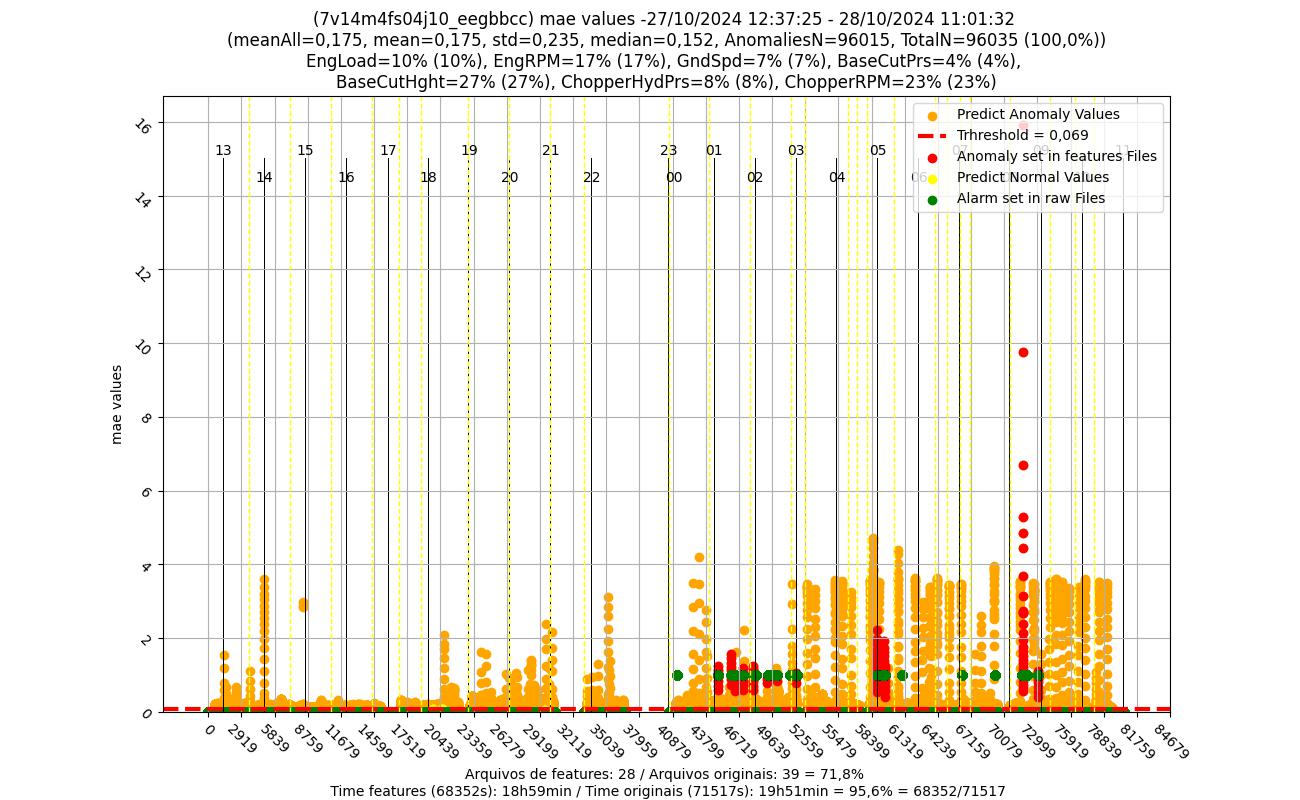 (7v14m4fs04j10_eegbbcc) mae values -27/10/2024 12:37:25 - 28/10/2024 11:01:32
(meanAll=0,175, mean=0,175, std=0,235, median=0,152, AnomaliesN=96015, TotalN=96035 (100,0%))
EngLoad=10% (10%), EngRPM=17% (17%), GndSpd=7% (7%), BaseCutPrs=4% (4%),
BaseCutHght=27% (27%), ChopperHydPrs=8% (8%), ChopperRPM=23% (23%)
Predict Anomaly Values
Trhreshold = 0,069
Anomaly set in features Files
Predict Normal Values
Alarm set in raw Files
13 15 17 19 21 23 01 03 05 07 09 11
14 16 18 20 22 00 02 04 06
16
14
12
10
8
6
4
2
0
mae values
0 2919 5839 8759 11679 14599 17519 20439 23359 26279 29199 32119 35039 37959 40879 43799 46719 49639 52559 55479 58399 61319 64239 67159 70079 72999 75919 78839 81759 84679
Arquivos de features: 28 / Arquivos originais: 39 = 71,8%
Time features (68352s): 18h59min / Time originais (71517s): 19h51min = 95,6% = 68352/71517